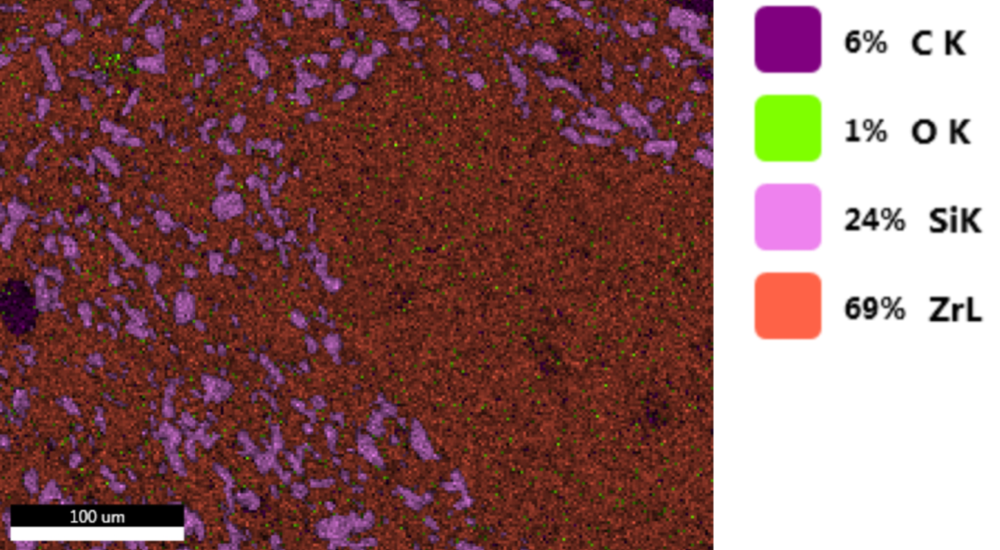 6% C K
1% O K
24% SiK
69% ZrL
100 um